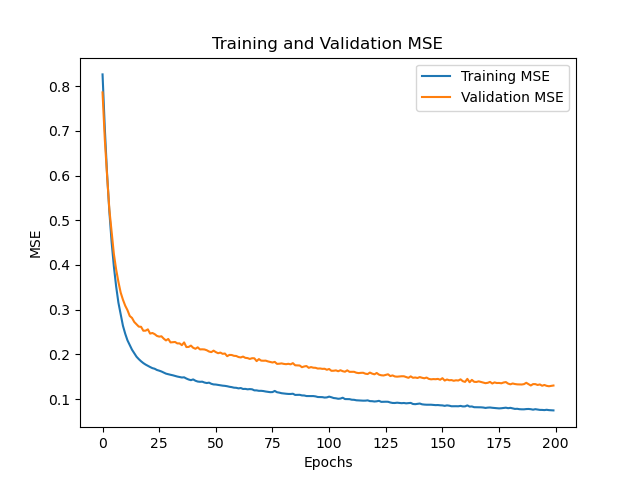 Training and Validation MSE
Training MSE
Validation MSE
0.8
0.7
0.6
0.5
0.4
0.3
0.2
0.1
MSE
0 25 50 75 100 125 150 175 200
Epochs